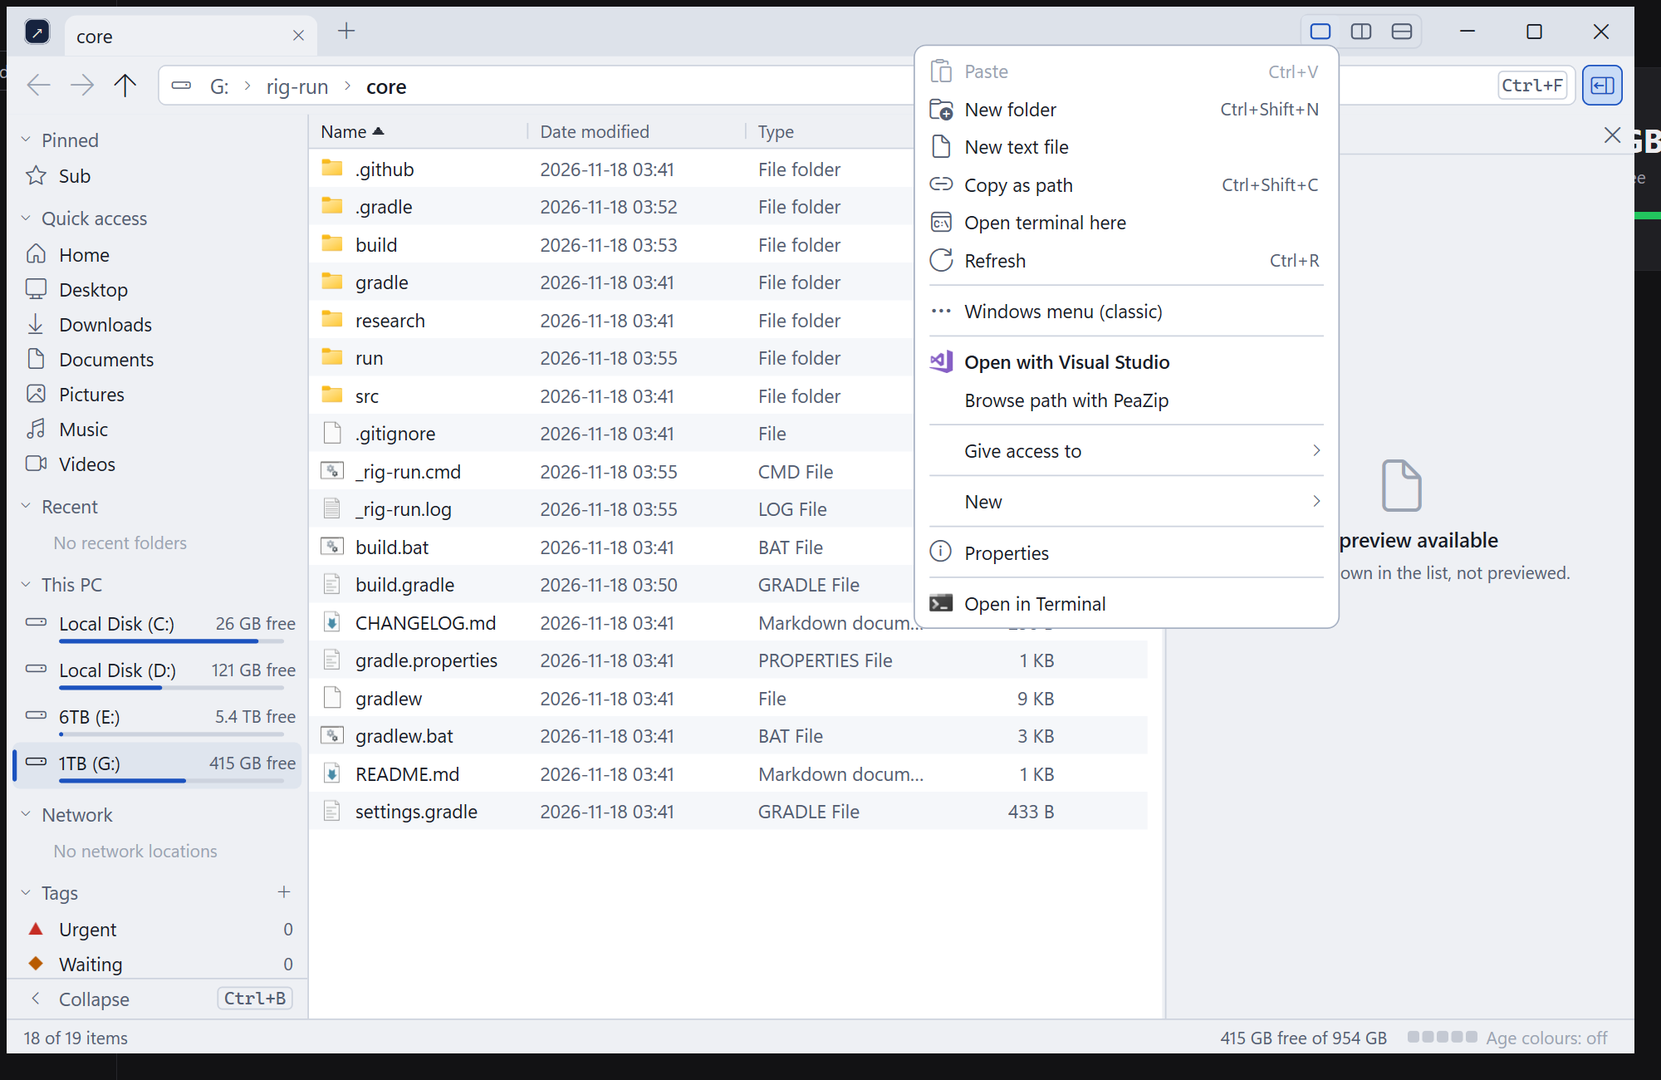 core
G: rig-run core
Ctrl+F
Pinned
Sub
Quick access
Home
Desktop
Downloads
Documents
Pictures
Music
Videos
Recent
No recent folders
This PC
Local Disk (C:) 26 GB free
Local Disk (D:) 121 GB free
6TB (E:) 5.4 TB free
1TB (G:) 415 GB free
Network
No network locations
Tags
Urgent 0
Waiting 0
Collapse Ctrl+B
Name Date modified Type
.github 2026-11-18 03:41 File folder
.gradle 2026-11-18 03:52 File folder
build 2026-11-18 03:53 File folder
gradle 2026-11-18 03:41 File folder
research 2026-11-18 03:41 File folder
run 2026-11-18 03:55 File folder
src 2026-11-18 03:41 File folder
.gitignore 2026-11-18 03:41 File
_rig-run.cmd 2026-11-18 03:55 CMD File
_rig-run.log 2026-11-18 03:55 LOG File
build.bat 2026-11-18 03:41 BAT File
build.gradle 2026-11-18 03:50 GRADLE File
CHANGELOG.md 2026-11-18 03:41 Markdown docum...
gradle.properties 2026-11-18 03:41 PROPERTIES File 1 KB
gradlew 2026-11-18 03:41 File 9 KB
gradlew.bat 2026-11-18 03:41 BAT File 3 KB
README.md 2026-11-18 03:41 Markdown docum... 1 KB
settings.gradle 2026-11-18 03:41 GRADLE File 433 B
Paste Ctrl+V
New folder Ctrl+Shift+N
New text file
Copy as path Ctrl+Shift+C
Open terminal here
Refresh Ctrl+R
Windows menu (classic)
Open with Visual Studio
Browse path with PeaZip
Give access to
New
Properties
Open in Terminal
preview available
own in the list, not previewed.
GB
ee
18 of 19 items
415 GB free of 954 GB Age colours: off